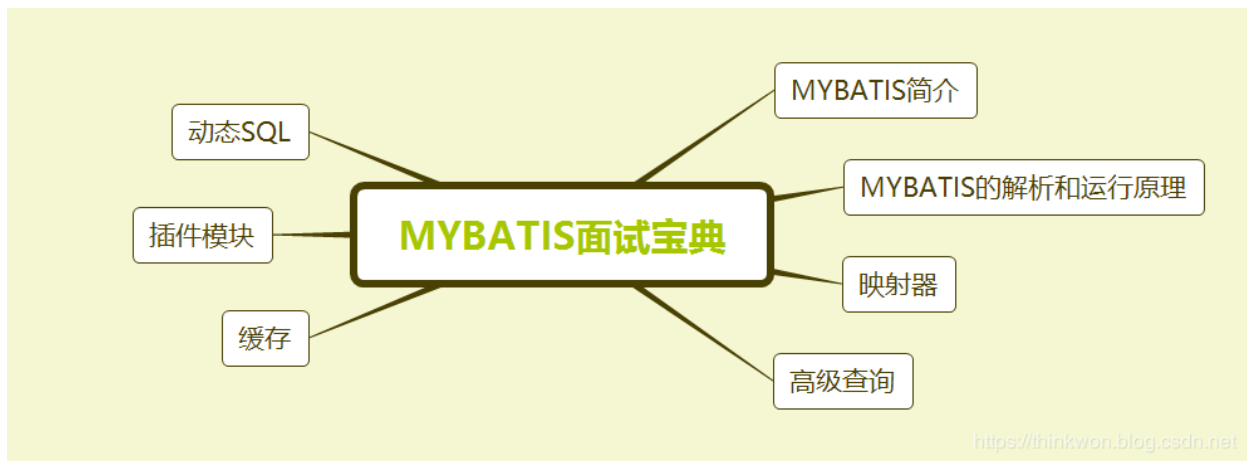 MYBATIS简介
动态SQL
MYBATIS的解析和运行原理
插件模块
MYBATIS面试宝典
映射器
缓存
高级查询
https://thinkwon.blog.csdn.net